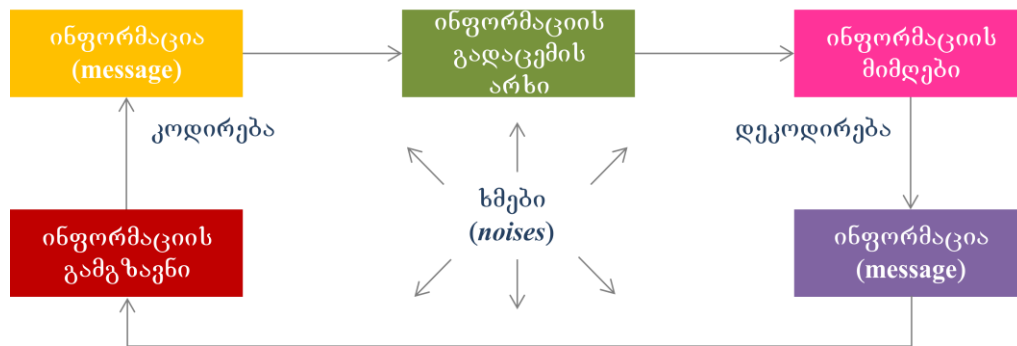 ინფორმაცია
(message)
ინფორმაციის
გადაცემის
არხი
ინფორმაციის
მიმღები
კოდირება
დეკოდირება
ხმები
(noises)
ინფორმაციის
გამგზავნი
ინფორმაცია
(message)